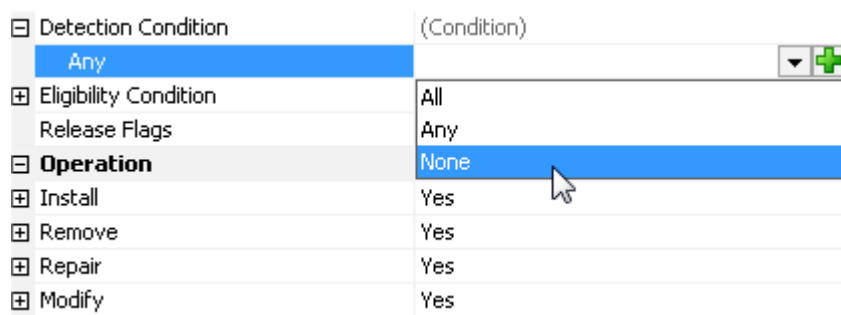 Detection Condition (Condition)
Any
Eligibility Condition All
Release Flags Any
Operation None
Install Yes
Remove Yes
Repair Yes
Modify Yes